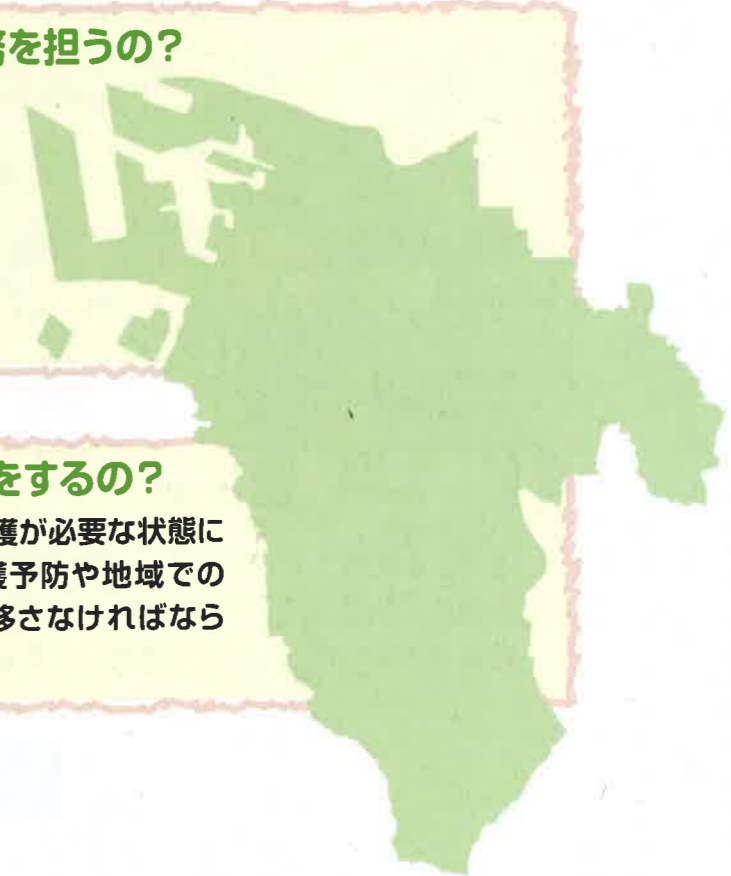 務を担うの?
をするの?
護が必要な状態に
護予防や地域での
移さなければなら